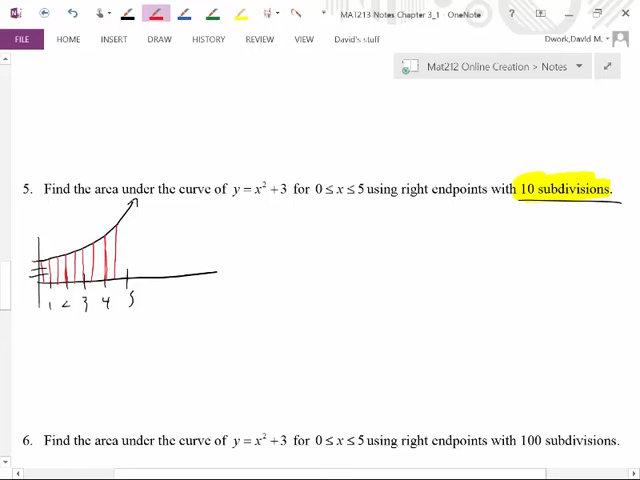 MAT213 Notes Chapter 3_1 - OneNote
FILE HOME INSERT DRAW HISTORY REVIEW VIEW David's stuff Dwork,David M.
Mat212 Online Creation > Notes
5. Find the area under the curve of y = x² + 3 for 0 ≤ x ≤ 5 using right endpoints with 10 subdivisions.
1 2 3 4 5
6. Find the area under the curve of y = x² + 3 for 0 ≤ x ≤ 5 using right endpoints with 100 subdivisions.